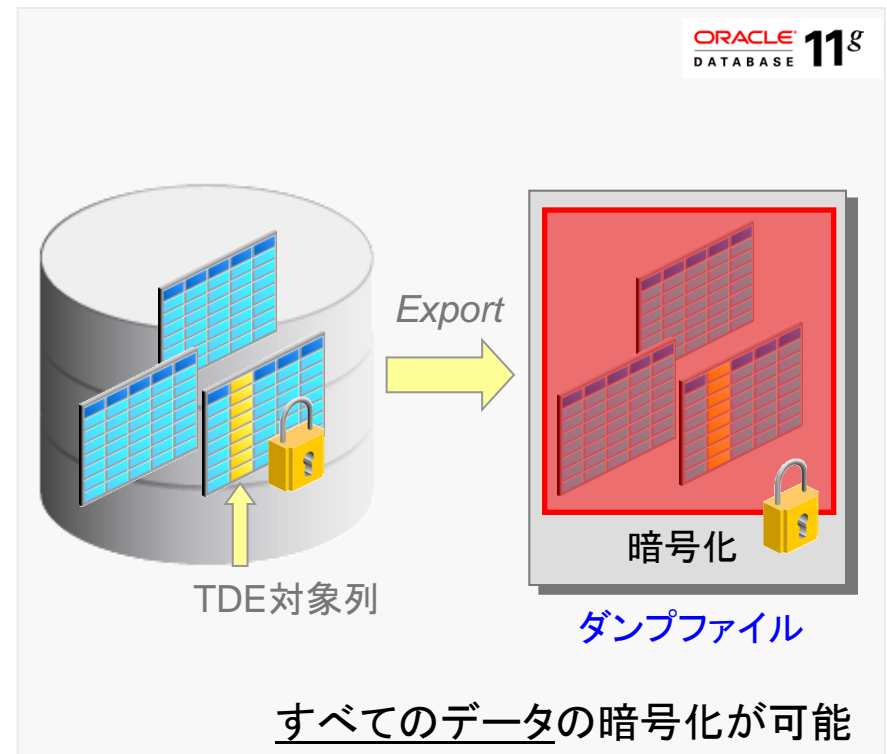 ORACLE 11g
DATABASE
Export
暗号化
TDE対象列
ダンプファイル
すべてのデータの暗号化が可能